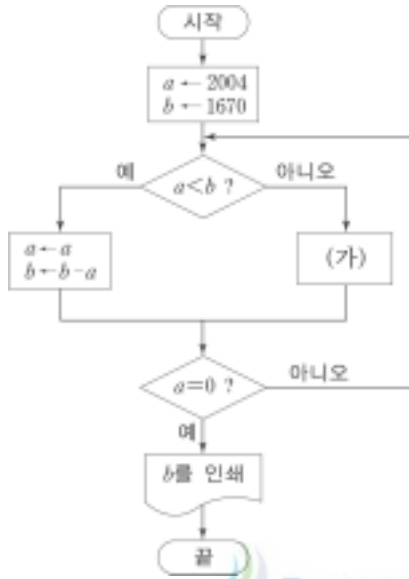 시작
a ← 2004
b ← 1670
예
a<b ?
아니오
a←a
b←b-a
(가)
a=0 ?
아니오
예
b를 인쇄
끝